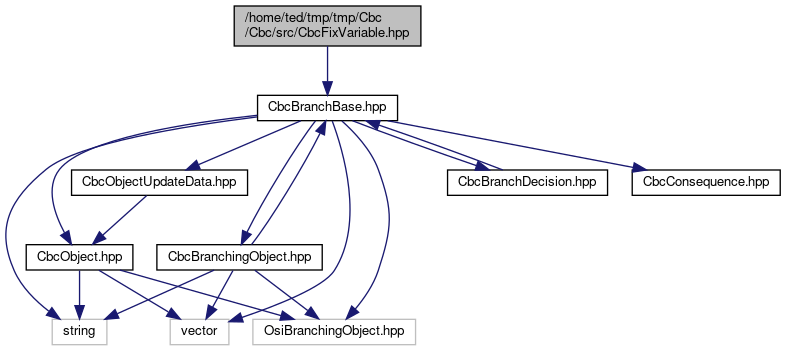 /home/ted/tmp/tmp/Cbc
/Cbc/src/CbcFixVariable.hpp
CbcBranchBase.hpp
CbcObjectUpdateData.hpp
CbcBranchDecision.hpp
CbcConsequence.hpp
CbcObject.hpp
CbcBranchingObject.hpp
string
vector
OsiBranchingObject.hpp